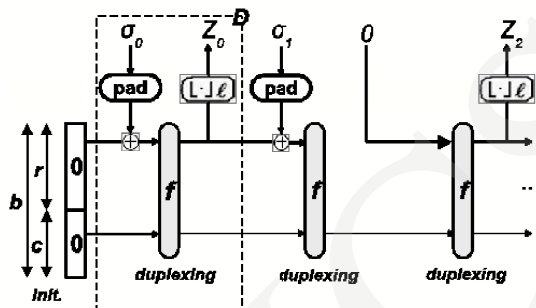 D
σ0 Z0 σ1 0 Z2
pad ⌊·⌋ℓ pad ⌊·⌋ℓ
r 0
b f f f ..
c 0
Init. duplexing duplexing duplexing